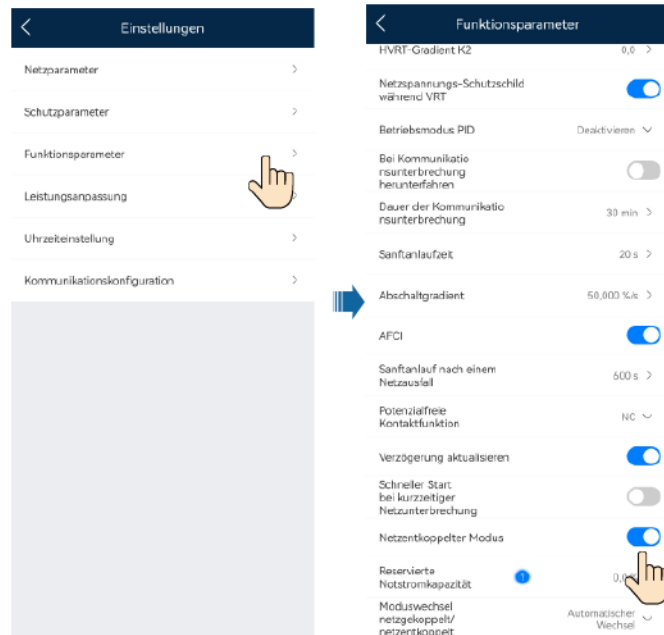 Einstellungen
Netzparameter
Schutzparameter
Funktionsparameter
Leistungsanpassung
Uhrzeiteinstellung
Kommunikationskonfiguration
Funktionsparameter
HVRT-Gradient K2 0,0
Netzspannungs-Schutzschild
während VRT
Betriebsmodus PID Deaktivieren
Bei Kommunikatio
nsunterbrechung
herunterfahren
Dauer der Kommunikatio
nsunterbrechung 30 min
Sanftanlaufzeit 20 s
Abschaltgradient 50,000 %/s
AFCI
Sanftanlauf nach einem
Netzausfall 600 s
Potenzialfreie
Kontaktfunktion NC
Verzögerung aktualisieren
Schneller Start
bei kurzzeitiger
Netzunterbrechung
Netzentkoppelter Modus
Reservierte
Notstromkapazität 1
Moduswechsel
netzgekoppelt/
netzentkoppelt
Automatischer
Wechsel